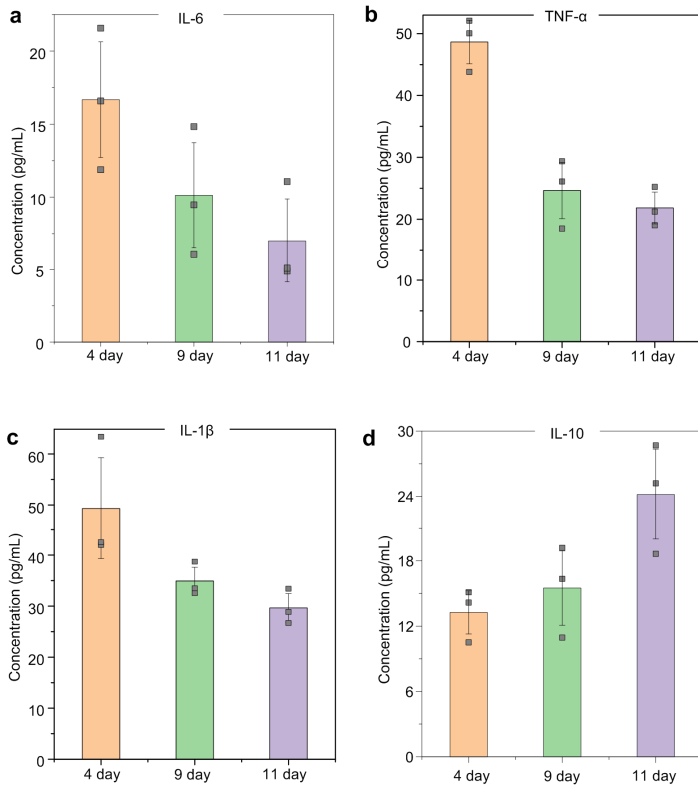 a
IL-6
Concentration (pg/mL)
20
15
10
5
0
4 day
9 day
11 day
b
TNF-α
Concentration (pg/mL)
50
40
30
20
10
0
4 day
9 day
11 day
c
IL-1β
Concentration (pg/mL)
60
50
40
30
20
10
0
4 day
9 day
11 day
d
IL-10
Concentration (pg/mL)
30
24
18
12
6
0
4 day
9 day
11 day